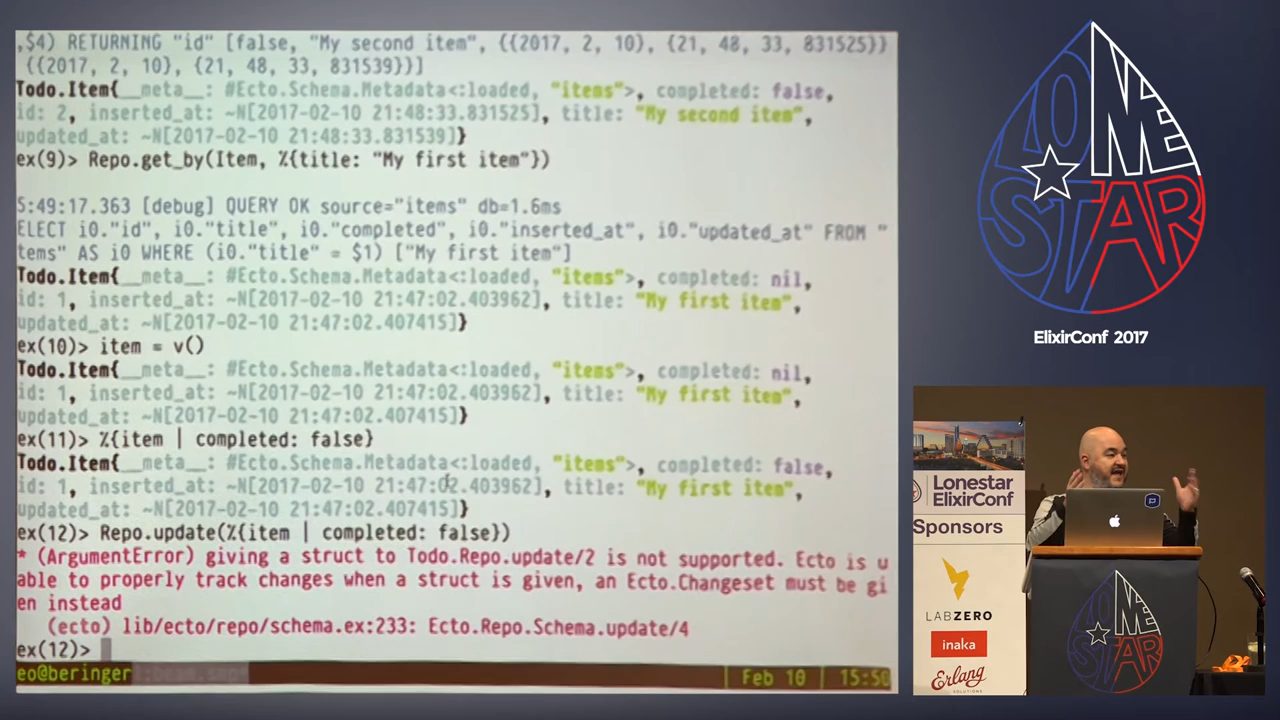 ,$4) RETURNING "id" [false, "My second item", {{2017, 2, 10}, {21, 48, 33, 831525}}
{{2017, 2, 10}, {21, 48, 33, 831539}}]
Todo.Item{__meta__: #Ecto.Schema.Metadata<:loaded, "items">, completed: false,
id: 2, inserted_at: ~N[2017-02-10 21:48:33.831525], title: "My second item",
updated_at: ~N[2017-02-10 21:48:33.831539]}
ex(9)> Repo.get_by(Item, %{title: "My first item"})
5:49:17.363 [debug] QUERY OK source="items" db=1.6ms
ELECT i0."id", i0."title", i0."completed", i0."inserted_at", i0."updated_at" FROM "
tems" AS i0 WHERE (i0."title" = $1) ["My first item"]
Todo.Item{__meta__: #Ecto.Schema.Metadata<:loaded, "items">, completed: nil,
id: 1, inserted_at: ~N[2017-02-10 21:47:02.403962], title: "My first item",
updated_at: ~N[2017-02-10 21:47:02.407415]}
ex(10)> item = v()
Todo.Item{__meta__: #Ecto.Schema.Metadata<:loaded, "items">, completed: nil,
id: 1, inserted_at: ~N[2017-02-10 21:47:02.403962], title: "My first item",
updated_at: ~N[2017-02-10 21:47:02.407415]}
ex(11)> %{item | completed: false}
Todo.Item{__meta__: #Ecto.Schema.Metadata<:loaded, "items">, completed: false,
id: 1, inserted_at: ~N[2017-02-10 21:47:02.403962], title: "My first item",
updated_at: ~N[2017-02-10 21:47:02.407415]}
ex(12)> Repo.update(%{item | completed: false})
* (ArgumentError) giving a struct to Todo.Repo.update/2 is not supported. Ecto is u
able to properly track changes when a struct is given, an Ecto.Changeset must be gi
en instead
(ecto) lib/ecto/repo/schema.ex:233: Ecto.Repo.Schema.update/4
ex(12)>
eo@beringer
Feb 10 | 15:50
LONE
STAR
ElixirConf 2017
Lonestar
ElixirConf
Sponsors
LABZERO
inaka
Erlang
SOLUTIONS
LONE
STAR